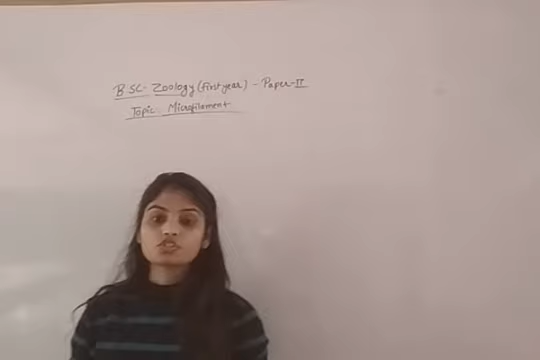 B.SC- Zoology (First year) - Paper-II
Topic: Microfilament